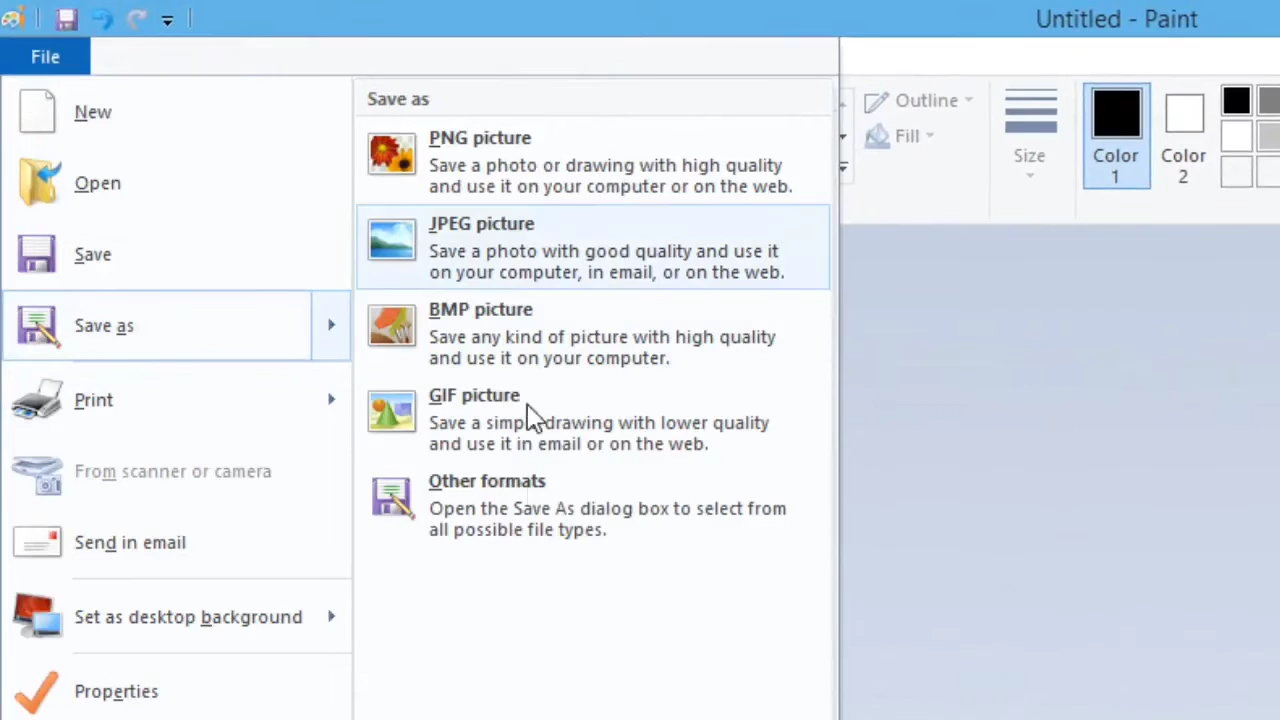 Untitled - Paint
File
New
Open
Save
Save as
Print
From scanner or camera
Send in email
Set as desktop background
Properties
Save as
PNG picture
Save a photo or drawing with high quality
and use it on your computer or on the web.
JPEG picture
Save a photo with good quality and use it
on your computer, in email, or on the web.
BMP picture
Save any kind of picture with high quality
and use it on your computer.
GIF picture
Save a simple drawing with lower quality
and use it in email or on the web.
Other formats
Open the Save As dialog box to select from
all possible file types.
Outline
Fill
Size
Color
1
Color
2